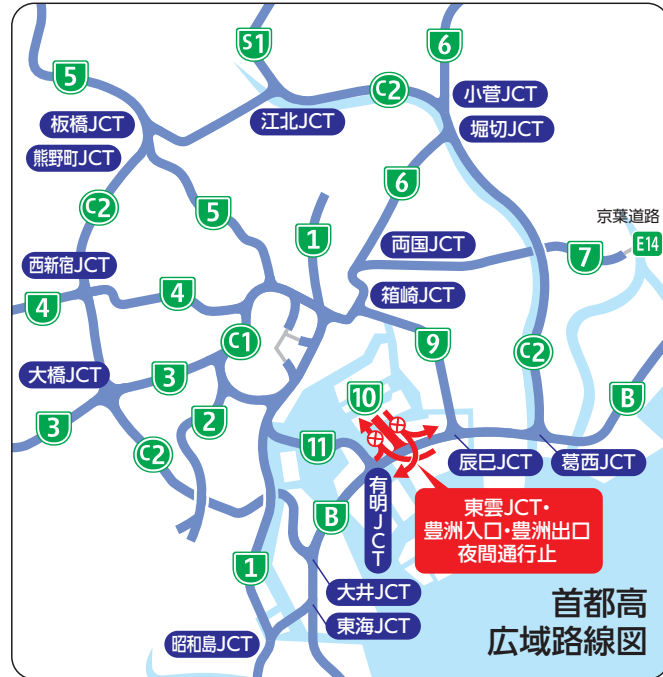 S1
6
5
C2
小菅JCT
板橋JCT
江北JCT
堀切JCT
熊野町JCT
6
C2
5
1
京葉道路
両国JCT
7
E14
西新宿JCT
4
箱崎JCT
4
C1
9
C2
大橋JCT
3
B
10
3
2
11
辰巳JCT
葛西JCT
C2
有明JCT
東雲JCT・
豊洲入口・豊洲出口
夜間通行止
B
1
大井JCT
東海JCT
昭和島JCT
首都高
広域路線図